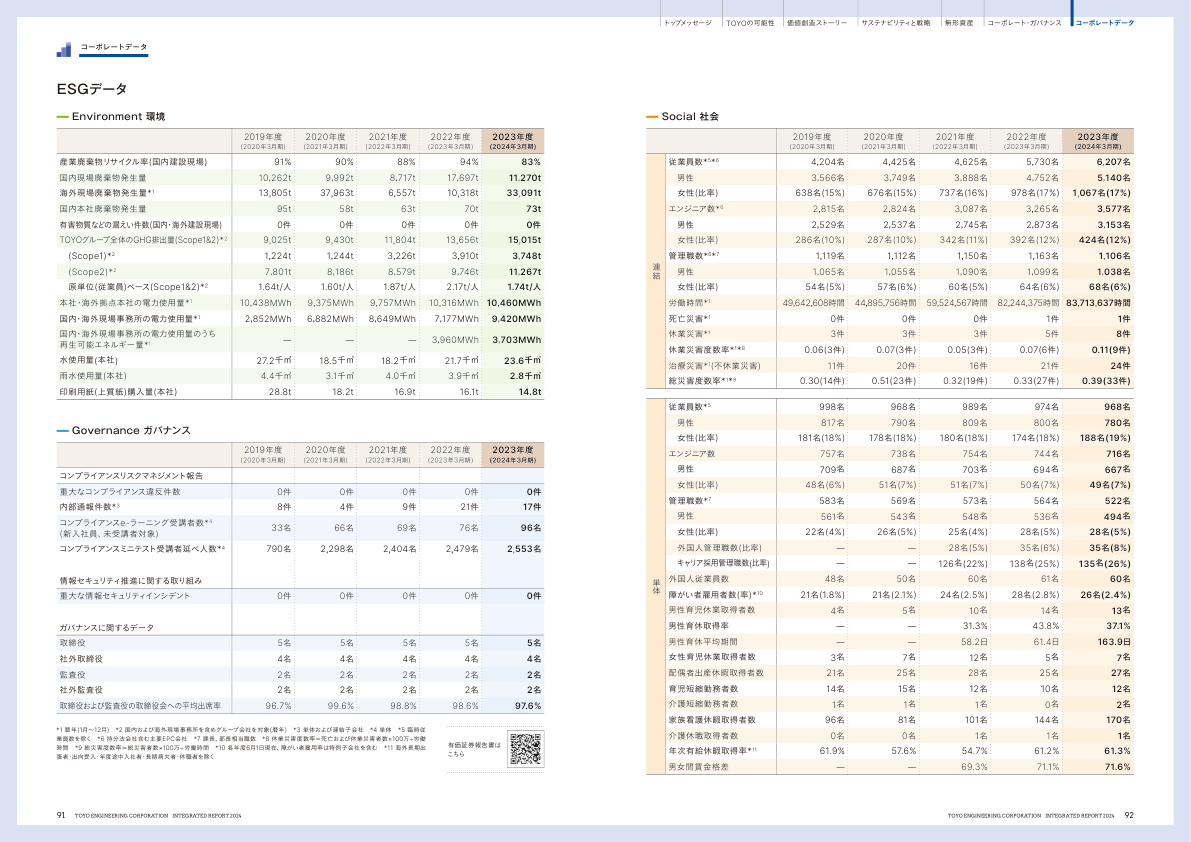 トップメッセージ TOYOの可能性 価値創造ストーリー サステナビリティと戦略 無形資産 コーポレート・ガバナンス コーポレートデータ
コーポレートデータ
ESGデータ
Environment 環境
2019年度 2020年度 2021年度 2022年度 2023年度
(2020年3月期) (2021年3月期) (2022年3月期) (2023年3月期) (2024年3月期)
産業廃棄物リサイクル率(国内建設現場) 91% 90% 88% 94% 83%
国内現場廃棄物発生量 10,262t 9,992t 8,717t 17,697t 11,270t
海外現場廃棄物発生量*1 13,805t 37,963t 6,557t 10,318t 33,091t
国内本社廃棄物発生量 95t 58t 63t 70t 73t
有害物質などの漏えい件数(国内・海外建設現場) 0件 0件 0件 0件 0件
TOYOグループ全体のGHG排出量(Scope1&2)*2 9,025t 9,430t 11,804t 13,656t 15,015t
(Scope1)*2 1,224t 1,244t 3,226t 3,910t 3,748t
(Scope2)*2 7,801t 8,186t 8,579t 9,746t 11,267t
原単位(従業員)ベース(Scope1&2)*2 1.64t/人 1.60t/人 1.87t/人 2.17t/人 1.74t/人
本社・海外拠点本社の電力使用量*1 10,438MWh 9,375MWh 9,757MWh 10,316MWh 10,460MWh
国内・海外現場事務所の電力使用量*1 2,852MWh 6,882MWh 8,649MWh 7,177MWh 9,420MWh
国内・海外現場事務所の電力使用量のうち
再生可能エネルギー量*1 — — — 3,960MWh 3,703MWh
水使用量(本社) 27.2千㎥ 18.5千㎥ 18.2千㎥ 21.7千㎥ 23.6千㎥
雨水使用量(本社) 4.4千㎥ 3.1千㎥ 4.0千㎥ 3.9千㎥ 2.8千㎥
印刷用紙(上質紙)購入量(本社) 28.8t 18.2t 16.9t 16.1t 14.8t
Governance ガバナンス
2019年度 2020年度 2021年度 2022年度 2023年度
(2020年3月期) (2021年3月期) (2022年3月期) (2023年3月期) (2024年3月期)
コンプライアンスリスクマネジメント報告
重大なコンプライアンス違反件数 0件 0件 0件 0件 0件
内部通報件数*3 8件 4件 9件 21件 17件
コンプライアンスe-ラーニング受講者数*4
(新入社員、未受講者対象) 33名 66名 69名 76名 96名
コンプライアンスミニテスト受講者延べ人数*4 790名 2,298名 2,404名 2,479名 2,553名
情報セキュリティ推進に関する取り組み
重大な情報セキュリティインシデント 0件 0件 0件 0件 0件
ガバナンスに関するデータ
取締役 5名 5名 5名 5名 5名
社外取締役 4名 4名 4名 4名 4名
監査役 2名 2名 2名 2名 2名
社外監査役 2名 2名 2名 2名 2名
取締役および監査役の取締役会への平均出席率 96.7% 99.6% 98.8% 98.6% 97.6%
*1 暦年(1月〜12月) *2 国内および海外現場事務所を含めグループ会社を対象(暦年) *3 単体および連結子会社 *4 単体 *5 臨時従
業員数を除く *6 持分法会社含む主要EPC会社 *7 課長、部長相当職数 *8 休業災害度数率=死亡および休業災害者数×100万÷労働
時間 *9 総災害度数率=総災害者数×100万÷労働時間 *10 各年度6月1日現在、障がい者雇用率は特例子会社を含む *11 海外長期出
張者・出向受入・年度途中入社者・長期病欠者・休職者を除く
有価証券報告書は
こちら
91 TOYO ENGINEERING CORPORATION INTEGRATED REPORT 2024
Social 社会
2019年度 2020年度 2021年度 2022年度 2023年度
(2020年3月期) (2021年3月期) (2022年3月期) (2023年3月期) (2024年3月期)
連結
従業員数*5*6 4,204名 4,425名 4,625名 5,730名 6,207名
男性 3,566名 3,749名 3,888名 4,752名 5,140名
女性(比率) 638名(15%) 676名(15%) 737名(16%) 978名(17%) 1,067名(17%)
エンジニア数*6 2,815名 2,824名 3,087名 3,265名 3,577名
男性 2,529名 2,537名 2,745名 2,873名 3,153名
女性(比率) 286名(10%) 287名(10%) 342名(11%) 392名(12%) 424名(12%)
管理職数*6*7 1,119名 1,112名 1,150名 1,163名 1,106名
男性 1,065名 1,055名 1,090名 1,099名 1,038名
女性(比率) 54名(5%) 57名(6%) 60名(5%) 64名(6%) 68名(6%)
労働時間*1 49,642,608時間 44,895,756時間 59,524,567時間 82,244,375時間 83,713,637時間
死亡災害*1 0件 0件 0件 1件 1件
休業災害*1 3件 3件 3件 5件 8件
休業災害度数率*1*8 0.06(3件) 0.07(3件) 0.05(3件) 0.07(6件) 0.11(9件)
治療災害*1(不休業災害) 11件 20件 16件 21件 24件
総災害度数率*1*9 0.30(14件) 0.51(23件) 0.32(19件) 0.33(27件) 0.39(33件)
単体
従業員数*5 998名 968名 989名 974名 968名
男性 817名 790名 809名 800名 780名
女性(比率) 181名(18%) 178名(18%) 180名(18%) 174名(18%) 188名(19%)
エンジニア数 757名 738名 754名 744名 716名
男性 709名 687名 703名 694名 667名
女性(比率) 48名(6%) 51名(7%) 51名(7%) 50名(7%) 49名(7%)
管理職数*7 583名 569名 573名 564名 522名
男性 561名 543名 548名 536名 494名
女性(比率) 22名(4%) 26名(5%) 25名(4%) 28名(5%) 28名(5%)
外国人管理職数(比率) — — 28名(5%) 35名(6%) 35名(8%)
キャリア採用管理職数(比率) — — 126名(22%) 138名(25%) 135名(26%)
外国人従業員数 48名 50名 60名 61名 60名
障がい者雇用者数(率)*10 21名(1.8%) 21名(2.1%) 24名(2.5%) 28名(2.8%) 26名(2.4%)
男性育児休業取得者数 4名 5名 10名 14名 13名
男性育休取得率 — — 31.3% 43.8% 37.1%
男性育休平均期間 — — 58.2日 61.4日 163.9日
女性育児休業取得者数 3名 7名 12名 5名 7名
配偶者出産休暇取得者数 21名 25名 28名 25名 27名
育児短縮勤務者数 14名 15名 12名 10名 12名
介護短縮勤務者数 1名 1名 1名 2名 0名
家族看護休暇取得者数 96名 81名 101名 144名 170名
介護休職取得者数 0名 0名 1名 1名 1名
年次有給休暇取得率*11 61.9% 57.6% 54.7% 61.2% 61.3%
男女間賃金格差 — — 69.3% 71.1% 71.6%
TOYO ENGINEERING CORPORATION INTEGRATED REPORT 2024 92